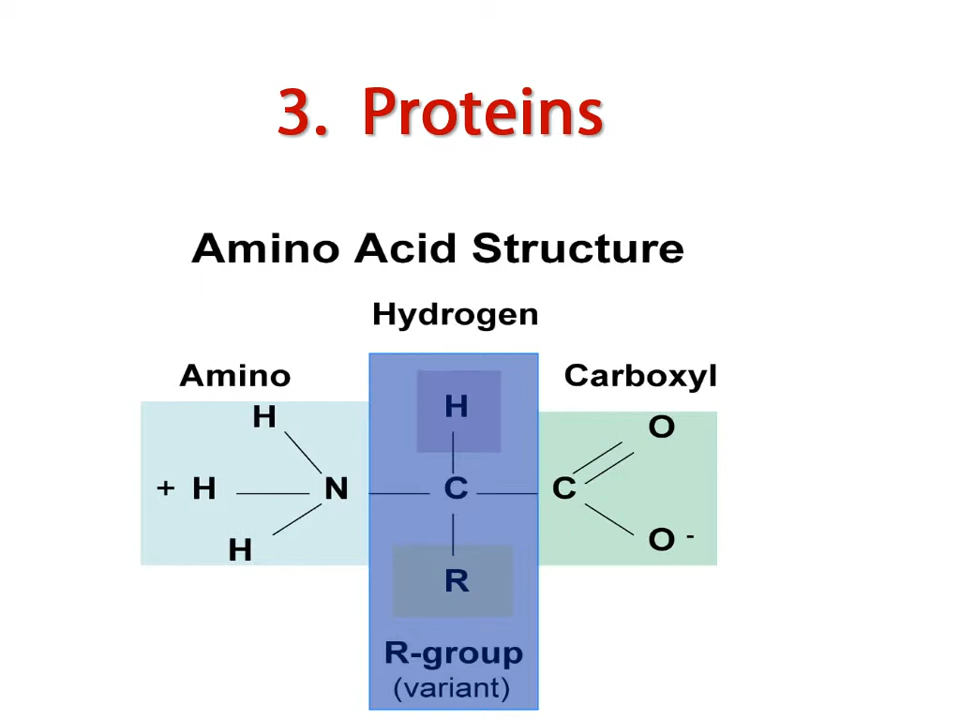 3. Proteins
Amino Acid Structure
Hydrogen
Amino
Carboxyl
H
H
O
+ H
N
C
C
H
O -
R
R-group
(variant)